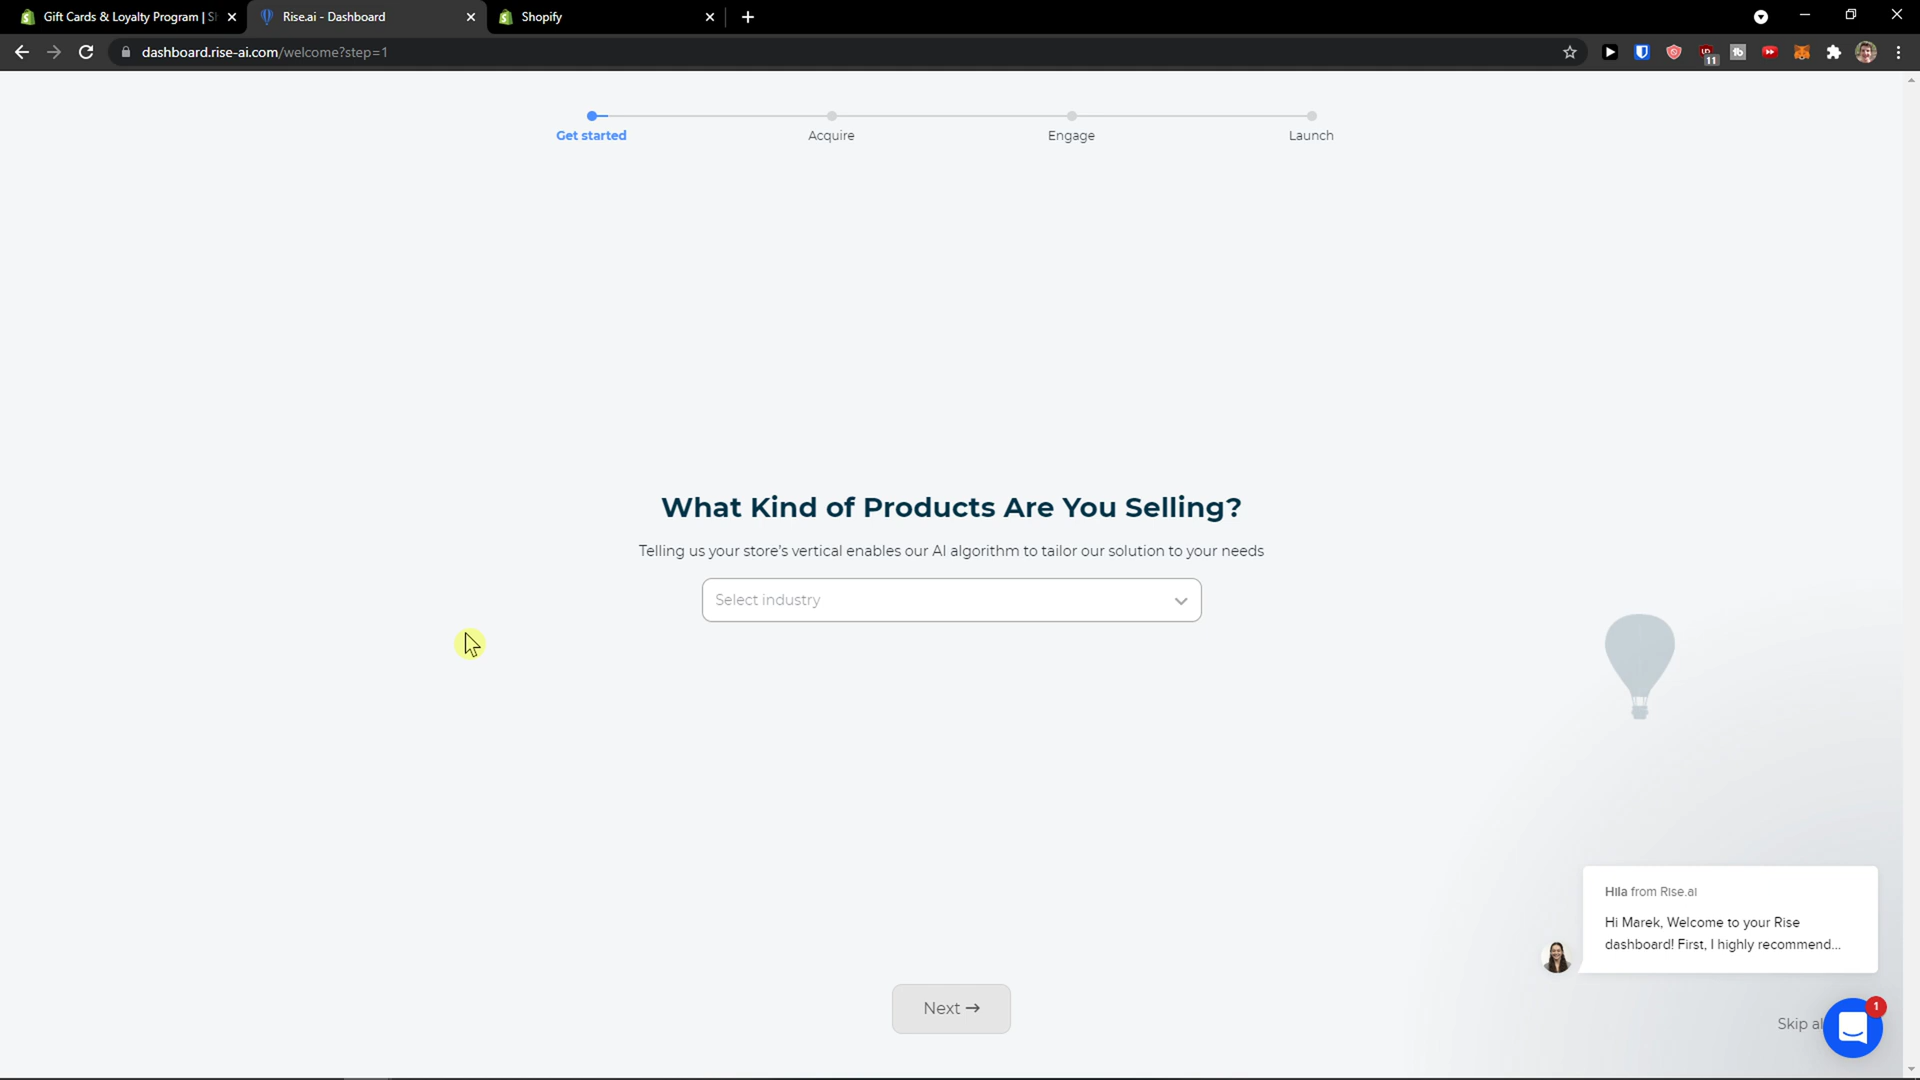 Gift Cards & Loyalty Program | S
Rise.ai - Dashboard
Shopify
dashboard.rise-ai.com/welcome?step=1
11
Get started
Acquire
Engage
Launch
What Kind of Products Are You Selling?
Telling us your store's vertical enables our AI algorithm to tailor our solution to your needs
Select industry
Hila from Rise.ai
Hi Marek, Welcome to your Rise
dashboard! First, I highly recommend...
Next →
Skip al
1